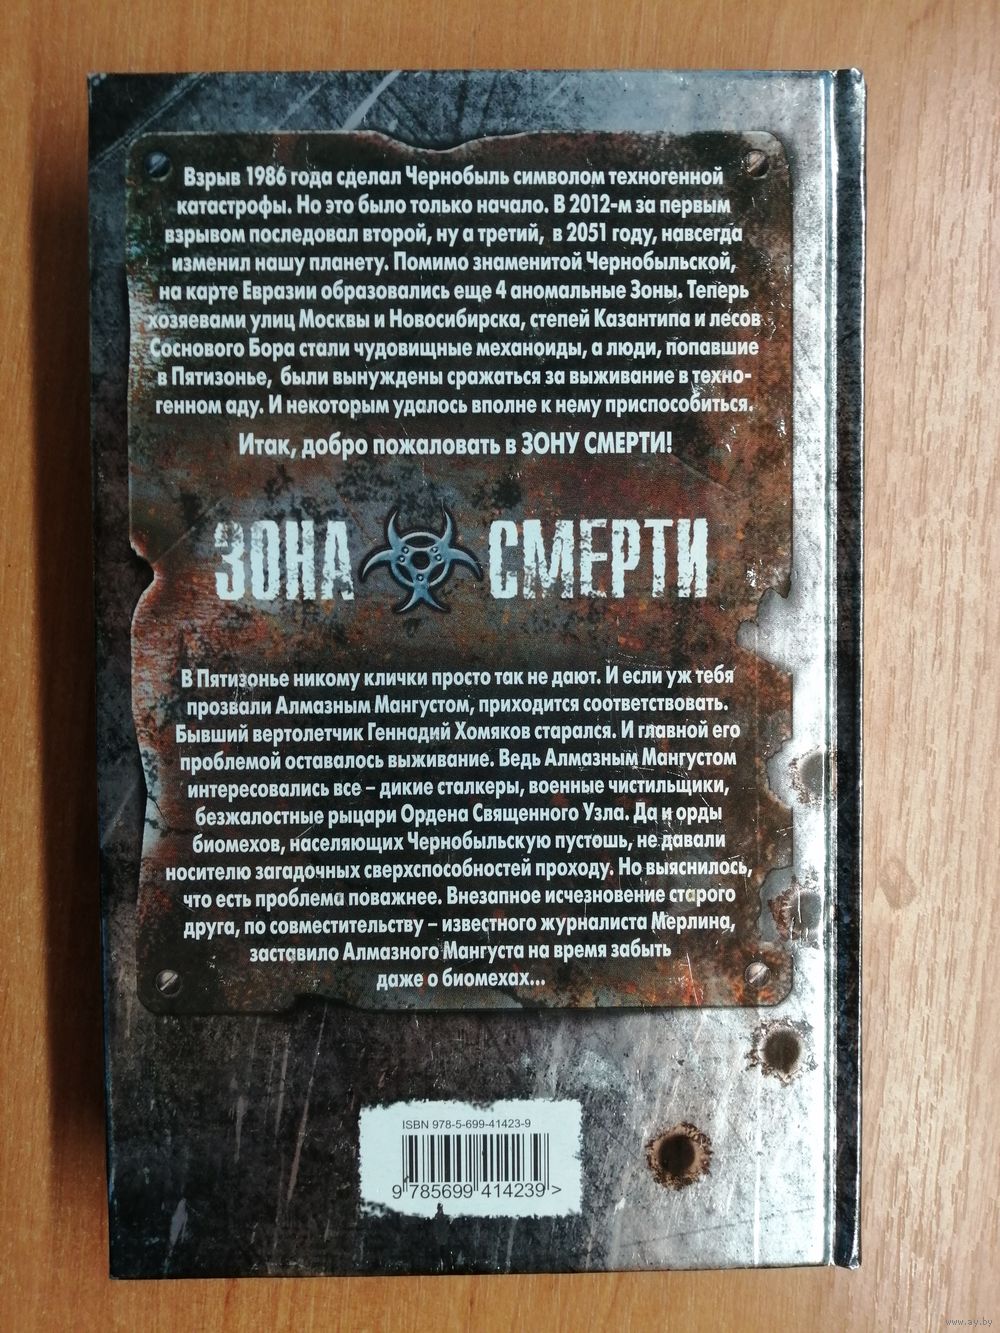 Взрыв 1986 года сделал Чернобыль символом техногенной
катастрофы. Но это было только начало. В 2012-м за первым
взрывом последовал второй, ну а третий, в 2051 году, навсегда
изменил нашу планету. Помимо знаменитой Чернобыльской,
на карте Евразии образовались еще 4 аномальные Зоны. Теперь
хозяевами улиц Москвы и Новосибирска, степей Казантипа и лесов
Соснового Бора стали чудовищные механоиды, а люди, попавшие
в Пятизонье, были вынуждены сражаться за выживание в техно-
генном аду. И некоторым удалось вполне к нему приспособиться.
Итак, добро пожаловать в ЗОНУ СМЕРТИ!
ЗОНА СМЕРТИ
В Пятизонье никому клички просто так не дают. И если уж тебя
прозвали Алмазным Мангустом, приходится соответствовать.
Бывший вертолетчик Геннадий Хомяков старался. И главной его
проблемой оставалось выживание. Ведь Алмазным Мангустом
интересовались все – дикие сталкеры, военные чистильщики,
безжалостные рыцари Ордена Священного Узла. Да и орды
биомехов, населяющих Чернобыльскую пустошь, не давали
носителю загадочных сверхспособностей проходу. Но выяснилось,
что есть проблема поважнее. Внезапное исчезновение старого
друга, по совместительству – известного журналиста Мерлина,
заставило Алмазного Мангуста на время забыть
даже о биомехах...
ISBN 978-5-699-41423-9
9 785699 414239 >
www.ay.by